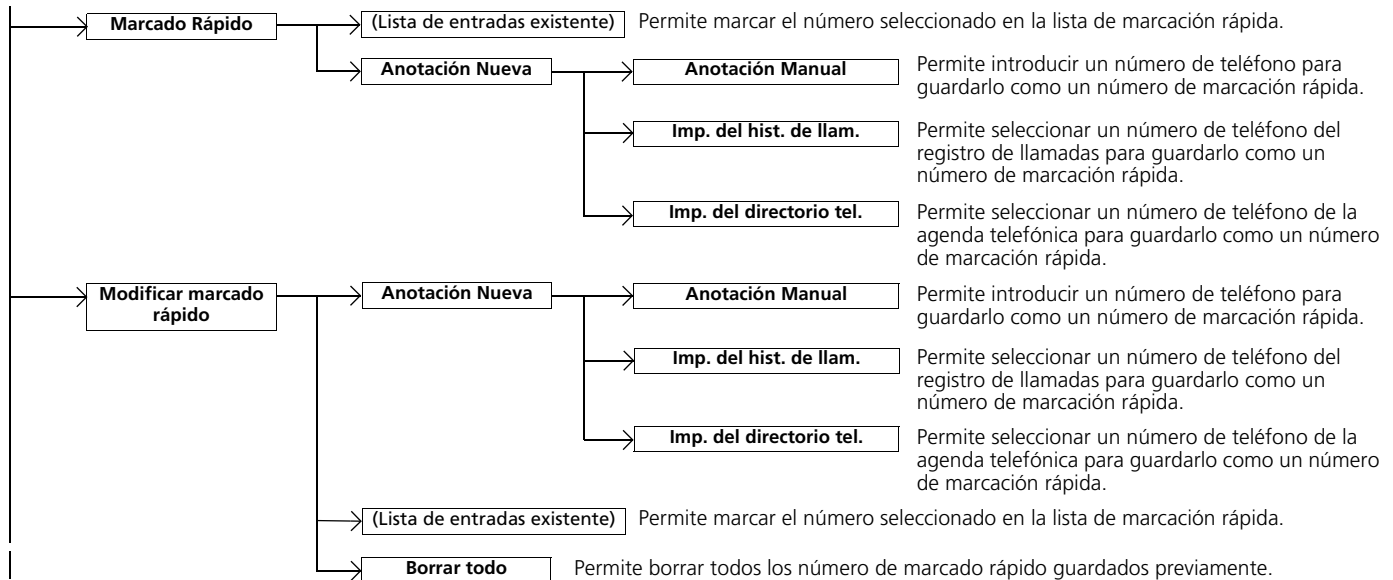 Marcado Rápido
(Lista de entradas existente)
Permite marcar el número seleccionado en la lista de marcación rápida.
Anotación Nueva
Anotación Manual
Permite introducir un número de teléfono para
guardarlo como un número de marcación rápida.
Imp. del hist. de llam.
Permite seleccionar un número de teléfono del
registro de llamadas para guardarlo como un
número de marcación rápida.
Imp. del directorio tel.
Permite seleccionar un número de teléfono de la
agenda telefónica para guardarlo como un número
de marcación rápida.
Modificar marcado
rápido
Anotación Nueva
Anotación Manual
Permite introducir un número de teléfono para
guardarlo como un número de marcación rápida.
Imp. del hist. de llam.
Permite seleccionar un número de teléfono del
registro de llamadas para guardarlo como un
número de marcación rápida.
Imp. del directorio tel.
Permite seleccionar un número de teléfono de la
agenda telefónica para guardarlo como un número
de marcación rápida.
(Lista de entradas existente)
Permite marcar el número seleccionado en la lista de marcación rápida.
Borrar todo
Permite borrar todos los número de marcado rápido guardados previamente.